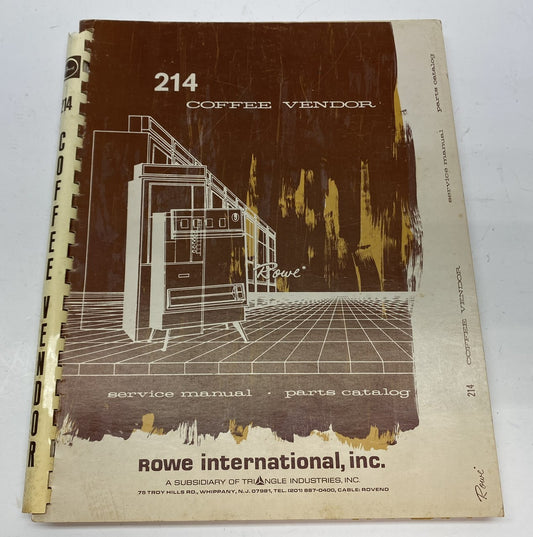 214
COFFEE VENDOR
Rowe
service manual · parts catalog
Rowe international, inc.
A SUBSIDIARY OF TRIANGLE INDUSTRIES, INC.
75 TROY HILLS RD., WHIPPANY, N.J. 07981, TEL. (201) 887-0400, CABLE: ROVEND
214 COFFEE VENDOR
214 COFFEE VENDOR service manual parts catalog
Rowe